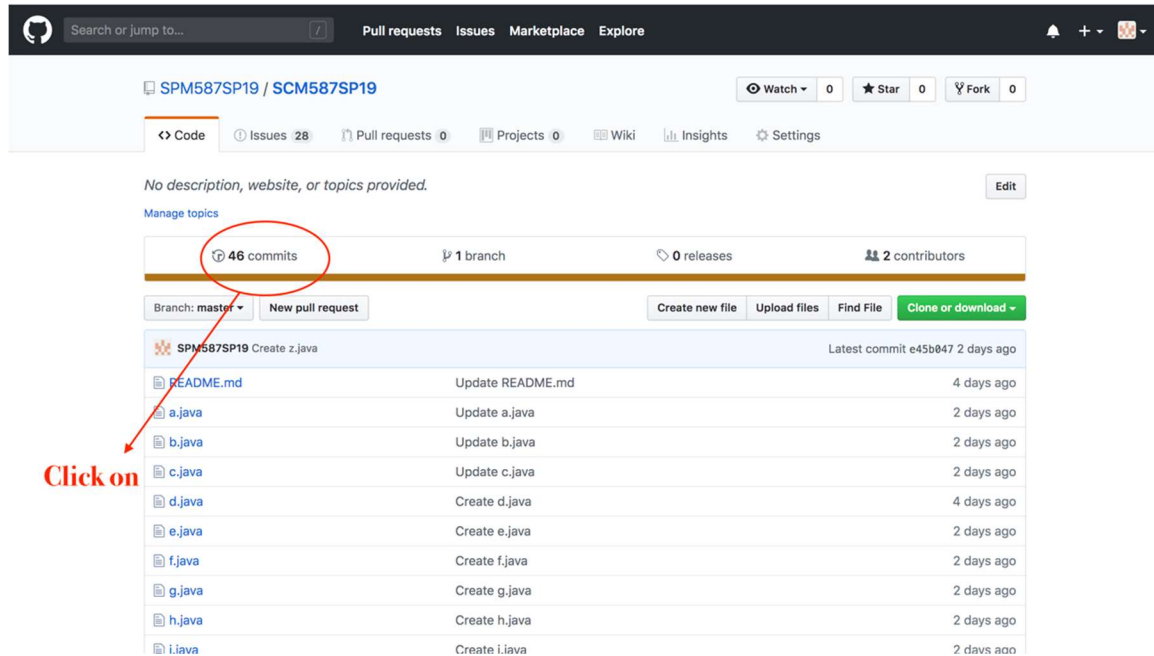 Search or jump to... /
Pull requests Issues Marketplace Explore
SPM587SP19 / SCM587SP19
Watch 0 Star 0 Fork 0
Code Issues 28 Pull requests 0 Projects 0 Wiki Insights Settings
No description, website, or topics provided.
Edit
Manage topics
46 commits 1 branch 0 releases 2 contributors
Branch: master New pull request Create new file Upload files Find File Clone or download
SPM587SP19 Create z.java Latest commit e45b047 2 days ago
README.md Update README.md 4 days ago
a.java Update a.java 2 days ago
b.java Update b.java 2 days ago
Click on
c.java Update c.java 2 days ago
d.java Create d.java 4 days ago
e.java Create e.java 2 days ago
f.java Create f.java 2 days ago
g.java Create g.java 2 days ago
h.java Create h.java 2 days ago
i.java Create i.java 2 days ago